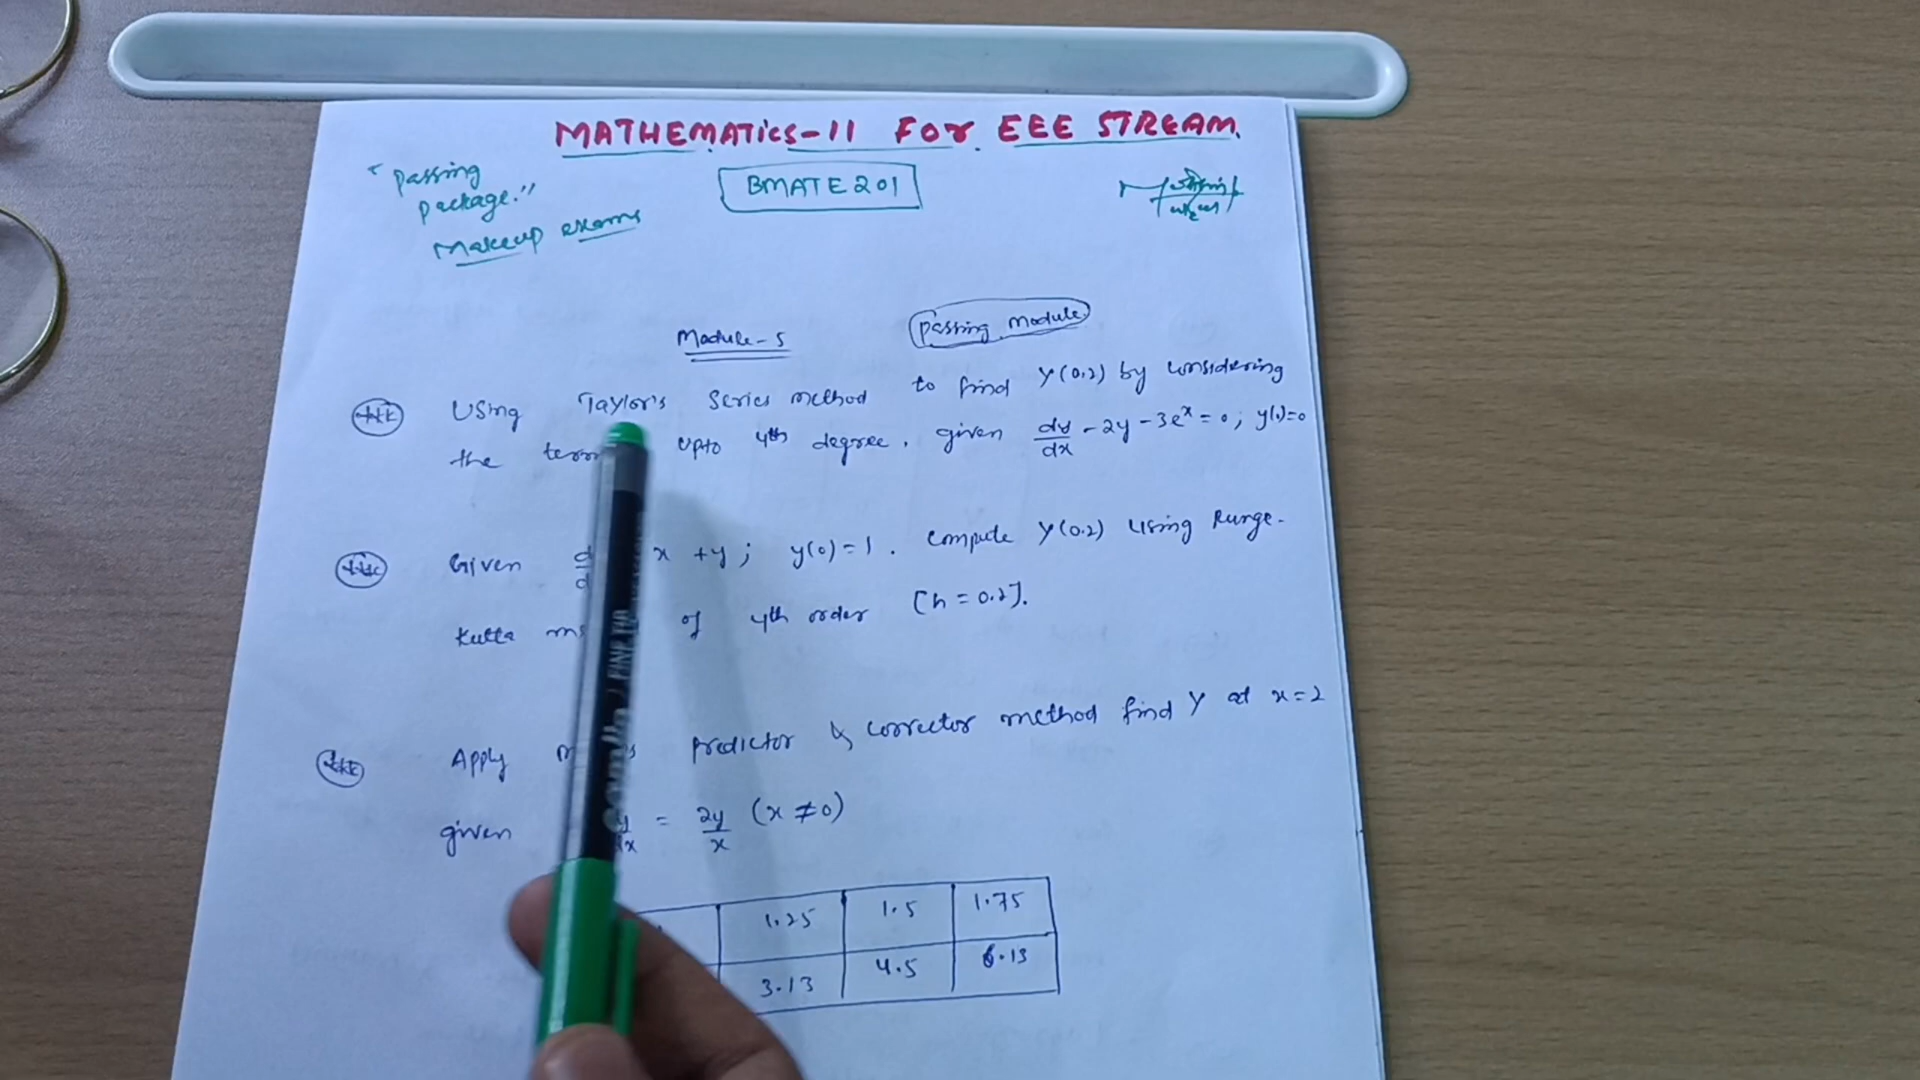 MATHEMATICS-II FOR EEE STREAM.
"Passing package."
Makeup exams
BMATE201
Module-5
Passing module
Using Taylor's Series method to find y(0.2) by considering
the upto 4th degree. given dy/dx - 2y - 3e^x = 0; y(0)=0
Given x + y; y(0)=1. compute y(0.2) using Runge-
Kutta of 4th order [h = 0.2].
Apply predictor & corrector method find y at x=2
given = 2y/x (x ≠ 0)
1.25 1.5 1.75
3.13 4.5 6.13
FINE TIP